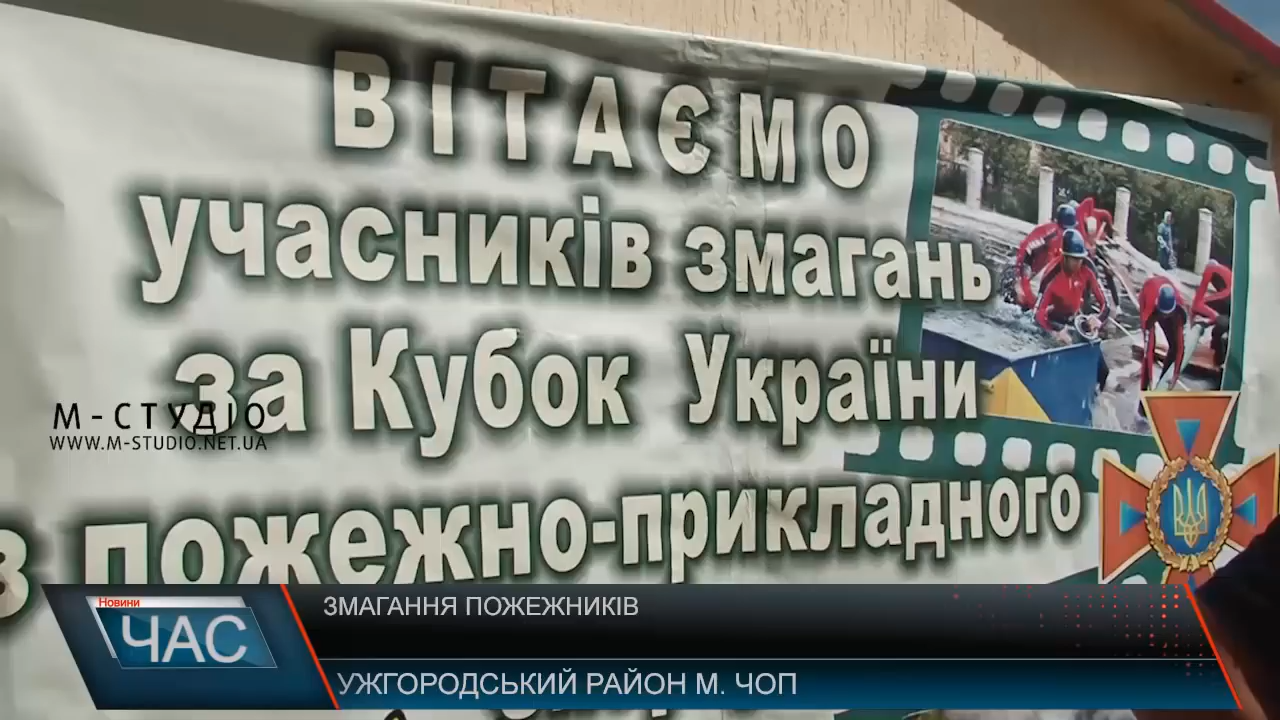 ВІТАЄМО
учасників змагань
за Кубок України
в пожежно-прикладного
М-СТУДІО
WWW.M-STUDIO.NET.UA
Новини
ЧАС
ЗМАГАННЯ ПОЖЕЖНИКІВ
УЖГОРОДСЬКИЙ РАЙОН М. ЧОП